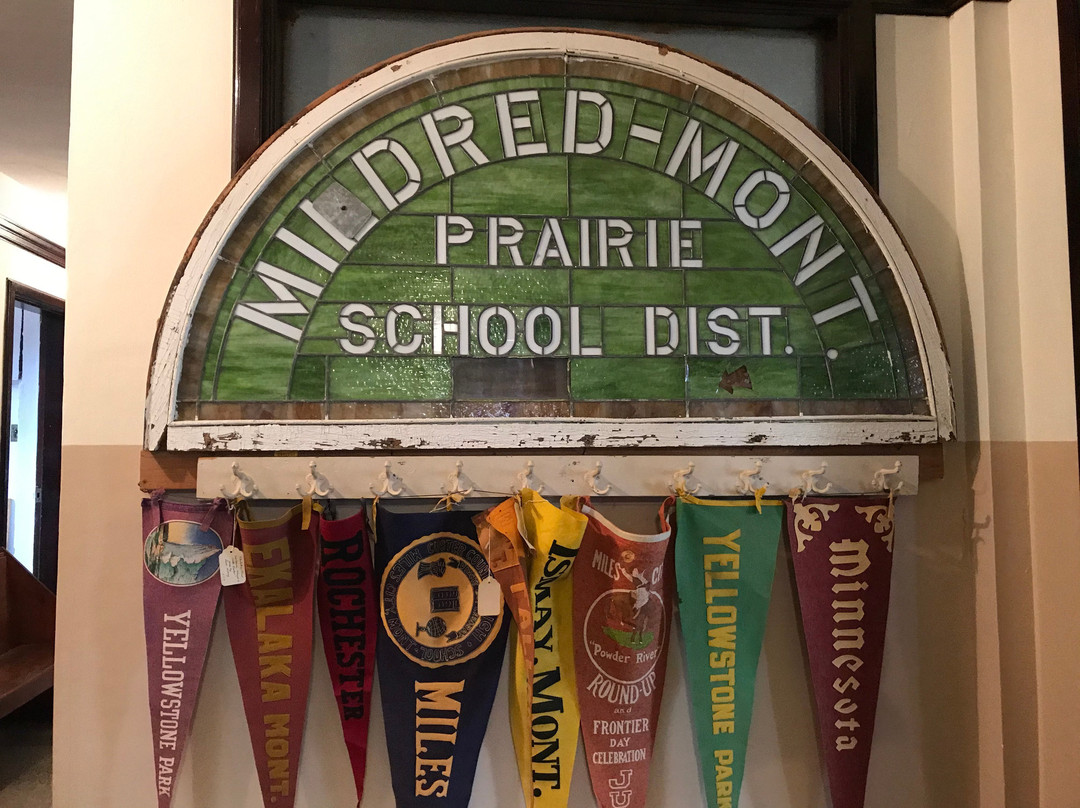 MILDRED-MONT.
PRAIRIE
SCHOOL DIST.
YELLOWSTONE PARK
EKALAKA MONT.
ROCHESTER
MILES
ISMAY-MONT.
MILES
"Powder River"
ROUND-UP
and
FRONTIER
DAY
CELEBRATION
YELLOWSTONE PARK
Minnesota